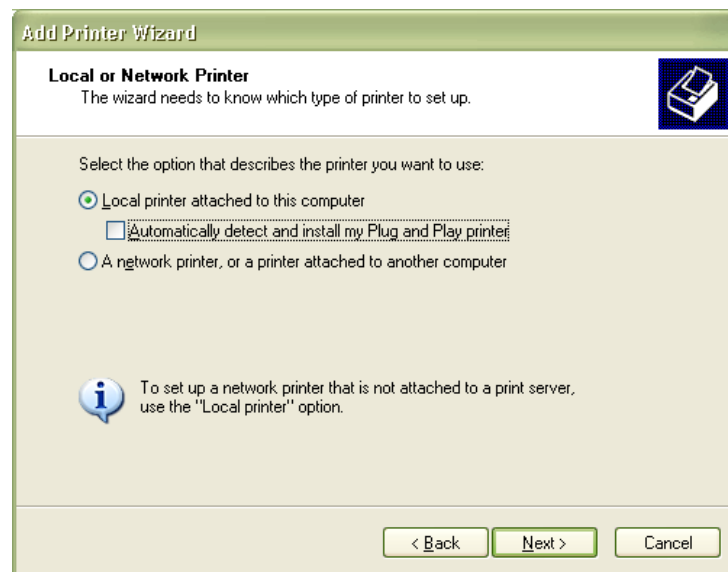 Add Printer Wizard
Local or Network Printer
The wizard needs to know which type of printer to set up.
Select the option that describes the printer you want to use:
Local printer attached to this computer
Automatically detect and install my Plug and Play printer
A network printer, or a printer attached to another computer
To set up a network printer that is not attached to a print server,
use the "Local printer" option.
< Back Next > Cancel